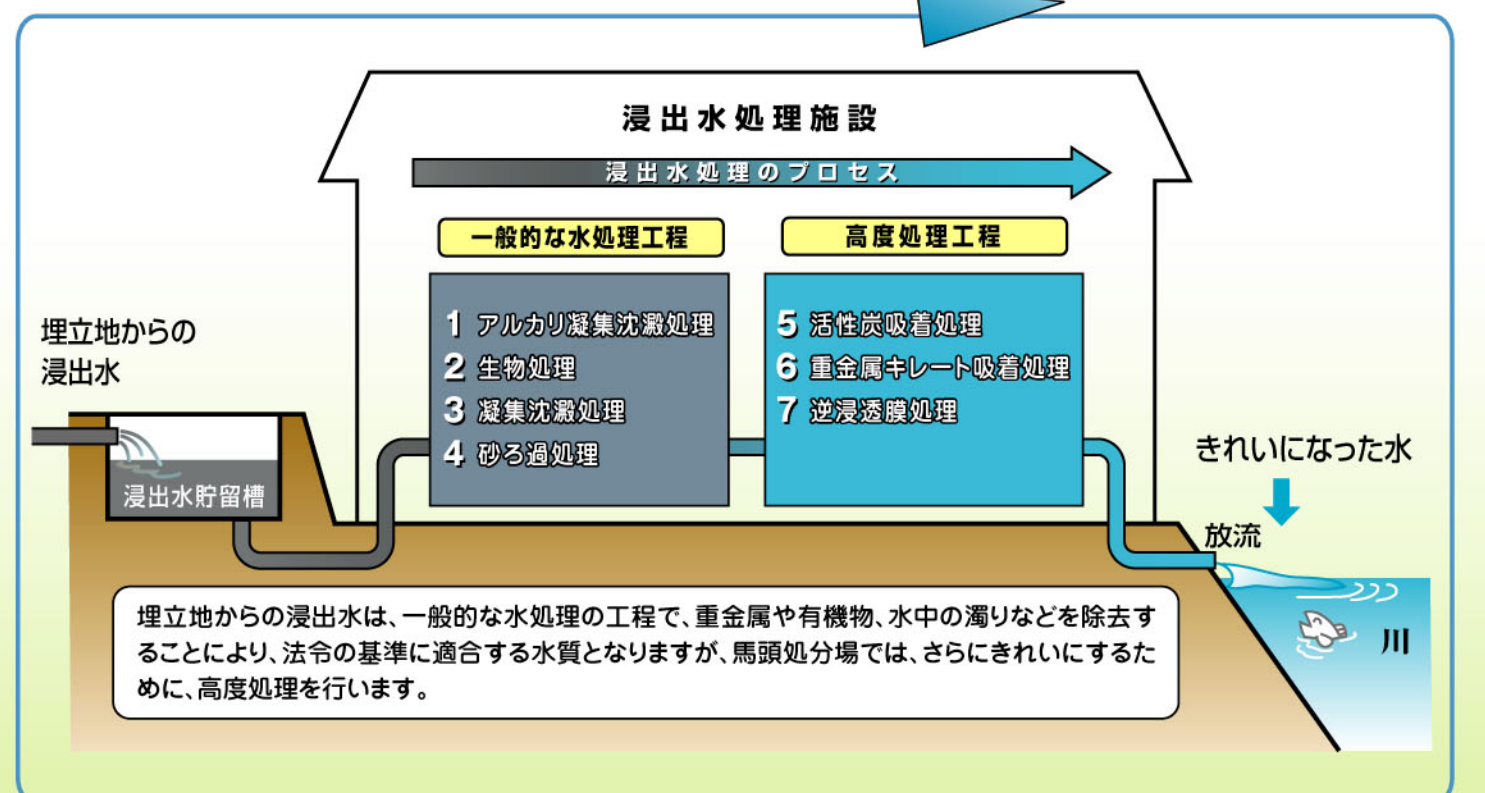 浸出水処理施設
浸出水処理のプロセス
一般的な水処理工程
高度処理工程
1 アルカリ凝集沈澱処理
2 生物処理
3 凝集沈澱処理
4 砂ろ過処理
5 活性炭吸着処理
6 重金属キレート吸着処理
7 逆浸透膜処理
埋立地からの
浸出水
浸出水貯留槽
きれいになった水
放流
川
埋立地からの浸出水は、一般的な水処理の工程で、重金属や有機物、水中の濁りなどを除去す
ることにより、法令の基準に適合する水質となりますが、馬頭処分場では、さらにきれいにするた
めに、高度処理を行います。